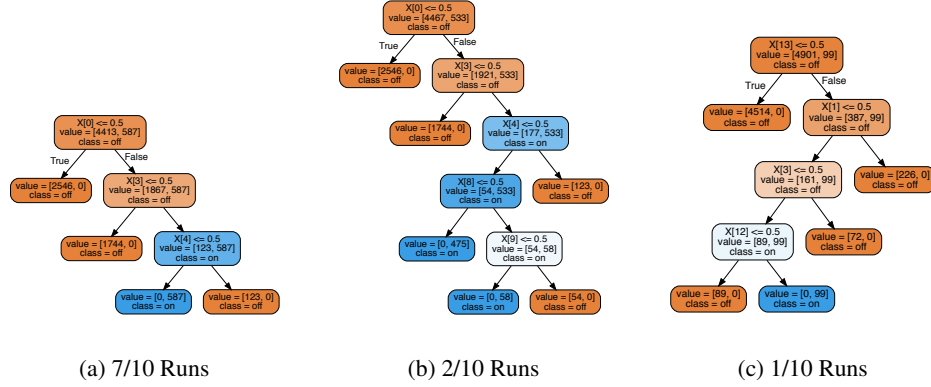 X[0] <= 0.5
value = [4413, 587]
class = off
True
False
value = [2546, 0]
class = off
X[3] <= 0.5
value = [1867, 587]
class = off
value = [1744, 0]
class = off
X[4] <= 0.5
value = [123, 587]
class = on
value = [0, 587]
class = on
value = [123, 0]
class = off
(a) 7/10 Runs
X[0] <= 0.5
value = [4467, 533]
class = off
True
False
value = [2546, 0]
class = off
X[3] <= 0.5
value = [1921, 533]
class = off
value = [1744, 0]
class = off
X[4] <= 0.5
value = [177, 533]
class = on
X[8] <= 0.5
value = [54, 533]
class = on
value = [123, 0]
class = off
value = [0, 475]
class = on
X[9] <= 0.5
value = [54, 58]
class = on
value = [0, 58]
class = on
value = [54, 0]
class = off
(b) 2/10 Runs
X[13] <= 0.5
value = [4901, 99]
class = off
True
False
value = [4514, 0]
class = off
X[1] <= 0.5
value = [387, 99]
class = off
X[3] <= 0.5
value = [161, 99]
class = off
value = [226, 0]
class = off
X[12] <= 0.5
value = [89, 99]
class = on
value = [72, 0]
class = off
value = [89, 0]
class = off
value = [0, 99]
class = on
(c) 1/10 Runs